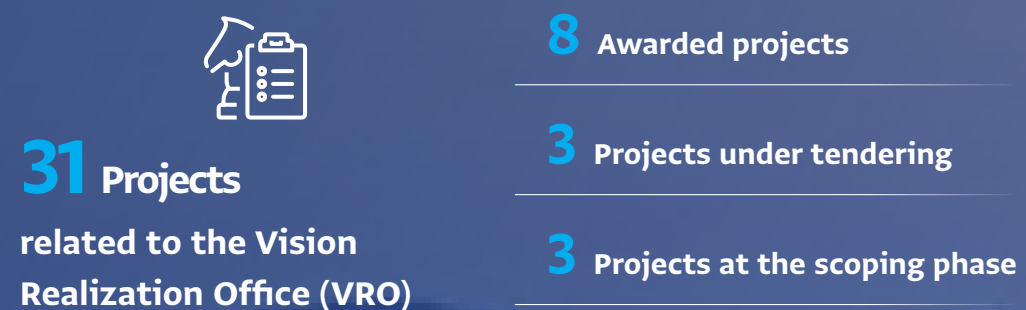 31 Projects
related to the Vision
Realization Office (VRO)
8 Awarded projects
3 Projects under tendering
3 Projects at the scoping phase